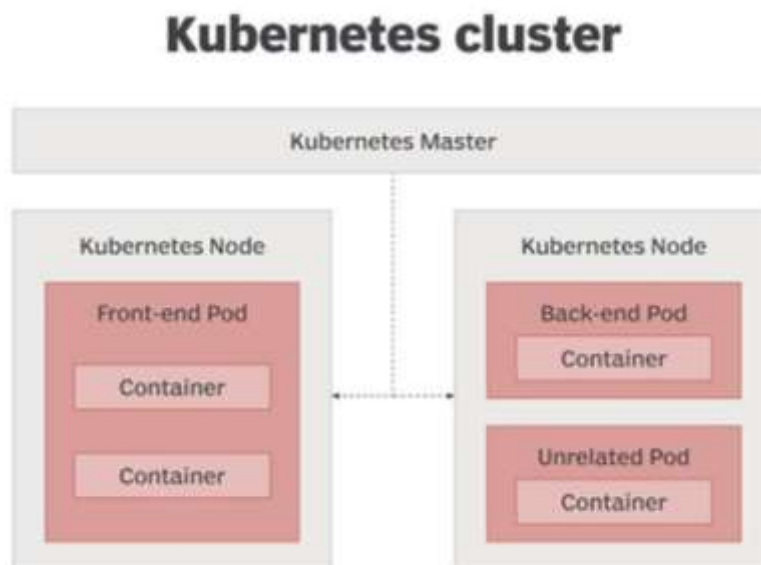 Kubernetes cluster
Kubernetes Master
Kubernetes Node
Front-end Pod
Container
Container
Kubernetes Node
Back-end Pod
Container
Unrelated Pod
Container